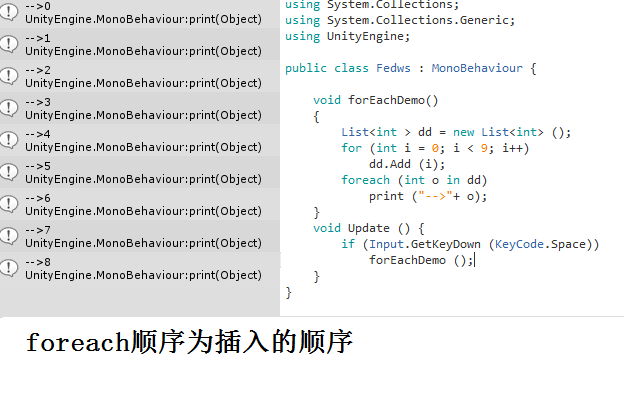 -->0
UnityEngine.MonoBehaviour:print(Object)
-->1
UnityEngine.MonoBehaviour:print(Object)
-->2
UnityEngine.MonoBehaviour:print(Object)
-->3
UnityEngine.MonoBehaviour:print(Object)
-->4
UnityEngine.MonoBehaviour:print(Object)
-->5
UnityEngine.MonoBehaviour:print(Object)
-->6
UnityEngine.MonoBehaviour:print(Object)
-->7
UnityEngine.MonoBehaviour:print(Object)
-->8
UnityEngine.MonoBehaviour:print(Object)
using System.Collections;
using System.Collections.Generic;
using UnityEngine;
public class Fedws : MonoBehaviour {
void forEachDemo()
{
List<int > dd = new List<int> ();
for (int i = 0; i < 9; i++)
dd.Add (i);
foreach (int o in dd)
print ("-->"+ o);
}
void Update () {
if (Input.GetKeyDown (KeyCode.Space))
forEachDemo ();
}
}
foreach顺序为插入的顺序